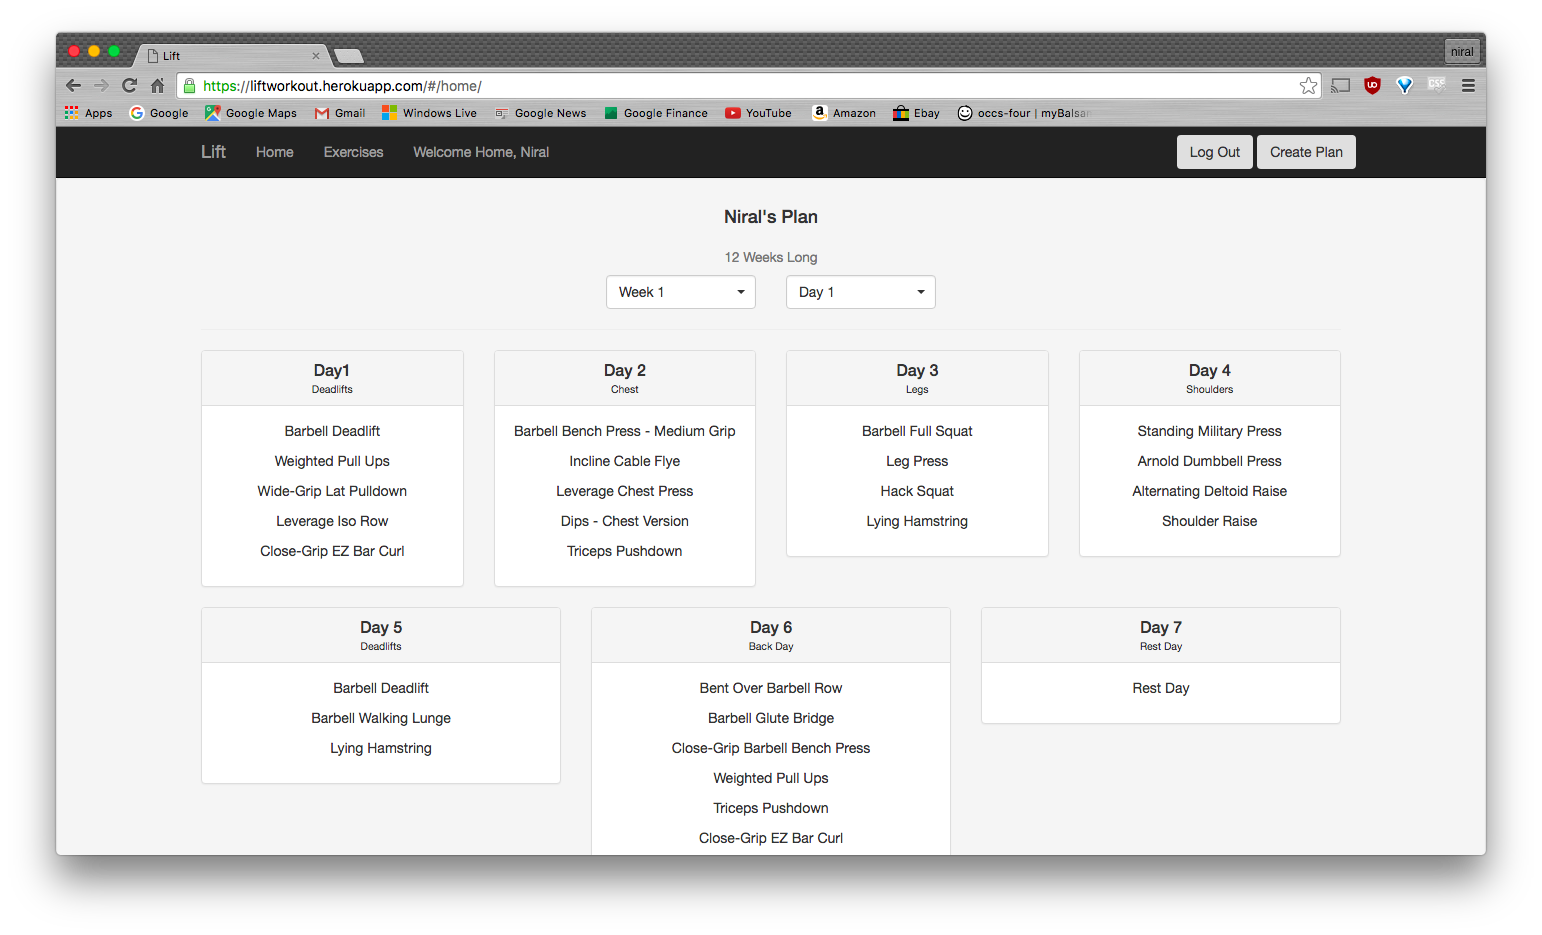 Lift
niral
https://liftworkout.herokuapp.com/#/home/
Apps Google Google Maps Gmail Windows Live Google News Google Finance YouTube Amazon Ebay occs-four | myBalsa
Lift Home Exercises Welcome Home, Niral Log Out Create Plan
Niral's Plan
12 Weeks Long
Week 1 Day 1
Day1
Deadlifts
Barbell Deadlift
Weighted Pull Ups
Wide-Grip Lat Pulldown
Leverage Iso Row
Close-Grip EZ Bar Curl
Day 2
Chest
Barbell Bench Press - Medium Grip
Incline Cable Flye
Leverage Chest Press
Dips - Chest Version
Triceps Pushdown
Day 3
Legs
Barbell Full Squat
Leg Press
Hack Squat
Lying Hamstring
Day 4
Shoulders
Standing Military Press
Arnold Dumbbell Press
Alternating Deltoid Raise
Shoulder Raise
Day 5
Deadlifts
Barbell Deadlift
Barbell Walking Lunge
Lying Hamstring
Day 6
Back Day
Bent Over Barbell Row
Barbell Glute Bridge
Close-Grip Barbell Bench Press
Weighted Pull Ups
Triceps Pushdown
Close-Grip EZ Bar Curl
Day 7
Rest Day
Rest Day